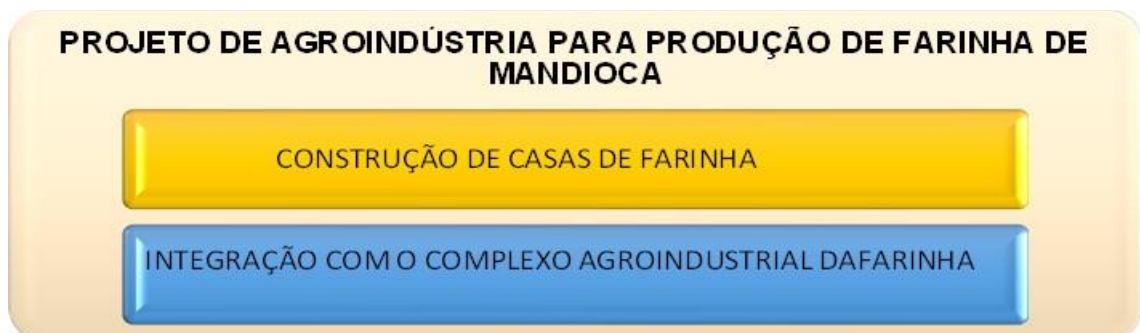 PROJETO DE AGROINDÚSTRIA PARA PRODUÇÃO DE FARINHA DE
MANDIOCA
CONSTRUÇÃO DE CASAS DE FARINHA
INTEGRAÇÃO COM O COMPLEXO AGROINDUSTRIAL DAFARINHA